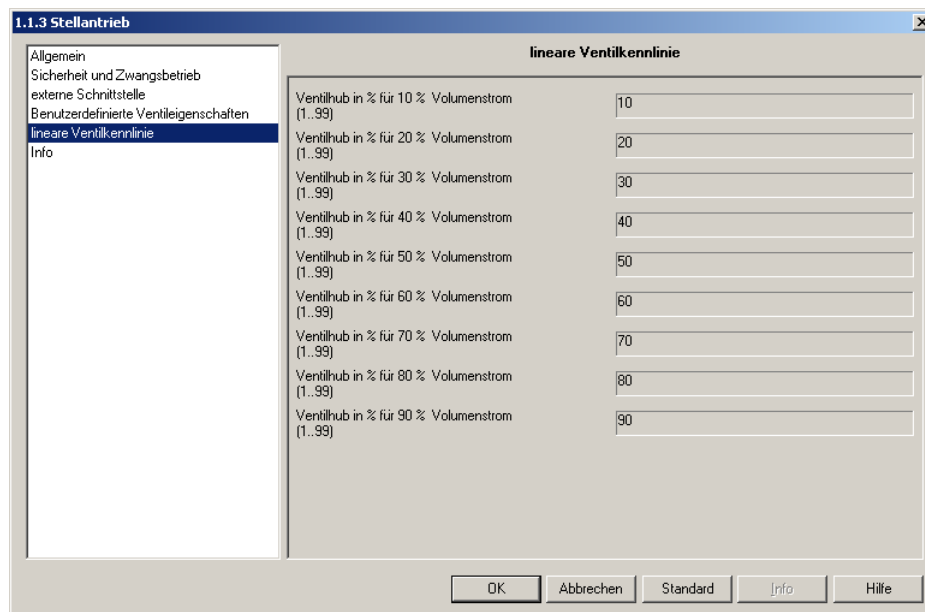 1.1.3 Stellantrieb
Allgemein
Sicherheit und Zwangsbetrieb
externe Schnittstelle
Benutzerdefinierte Ventileigenschaften
lineare Ventilkennlinie
Info
lineare Ventilkennlinie
Ventilhub in % für 10 % Volumenstrom
(1..99)
10
Ventilhub in % für 20 % Volumenstrom
(1..99)
20
Ventilhub in % für 30 % Volumenstrom
(1..99)
30
Ventilhub in % für 40 % Volumenstrom
(1..99)
40
Ventilhub in % für 50 % Volumenstrom
(1..99)
50
Ventilhub in % für 60 % Volumenstrom
(1..99)
60
Ventilhub in % für 70 % Volumenstrom
(1..99)
70
Ventilhub in % für 80 % Volumenstrom
(1..99)
80
Ventilhub in % für 90 % Volumenstrom
(1..99)
90
OK
Abbrechen
Standard
Info
Hilfe